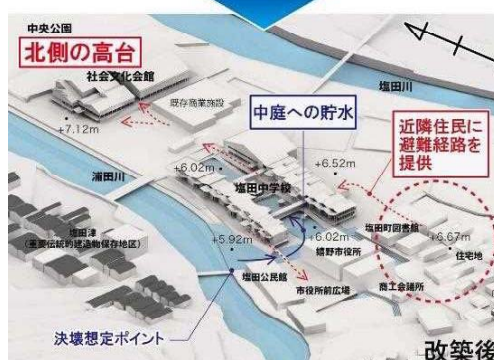 中央公園
北側の高台
社会文化会館
塩田川
既存商業施設
中庭への貯水
近隣住民に
避難経路を
提供
+7.12m
浦田川
+6.02m
+6.52m
塩田中学校
塩田津
(重要伝統的建造物保存地区)
+5.92m
+6.02m
塩田町図書館
+6.67m
嬉野市役所
住宅地
塩田公民館
市役所前広場
商工会議所
決壊想定ポイント
改築後